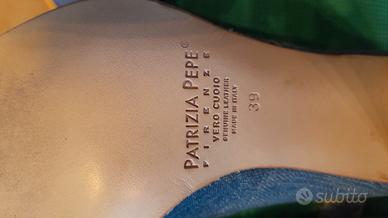 PATRIZIA PEPE©
FIRENZE
VERO CUOIO
GENUINE LEATHER
MADE IN ITALY
39
subito